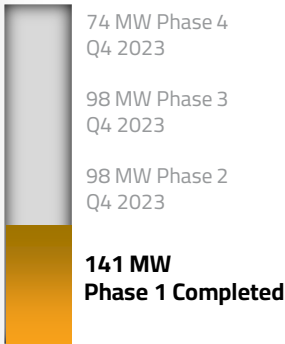 74 MW Phase 4
Q4 2023
98 MW Phase 3
Q4 2023
98 MW Phase 2
Q4 2023
141 MW
Phase 1 Completed